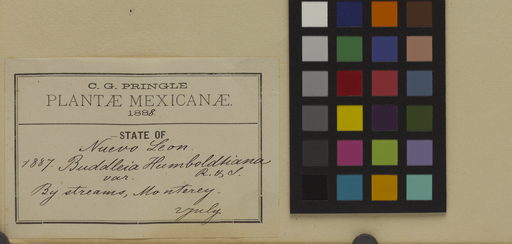 C. G. PRINGLE
PLANTÆ MEXICANÆ.
1888.
STATE OF
Nuevo Leon.
1887. Buddleia Humboldtiana
var. R. & S.
By streams, Monterey.
July